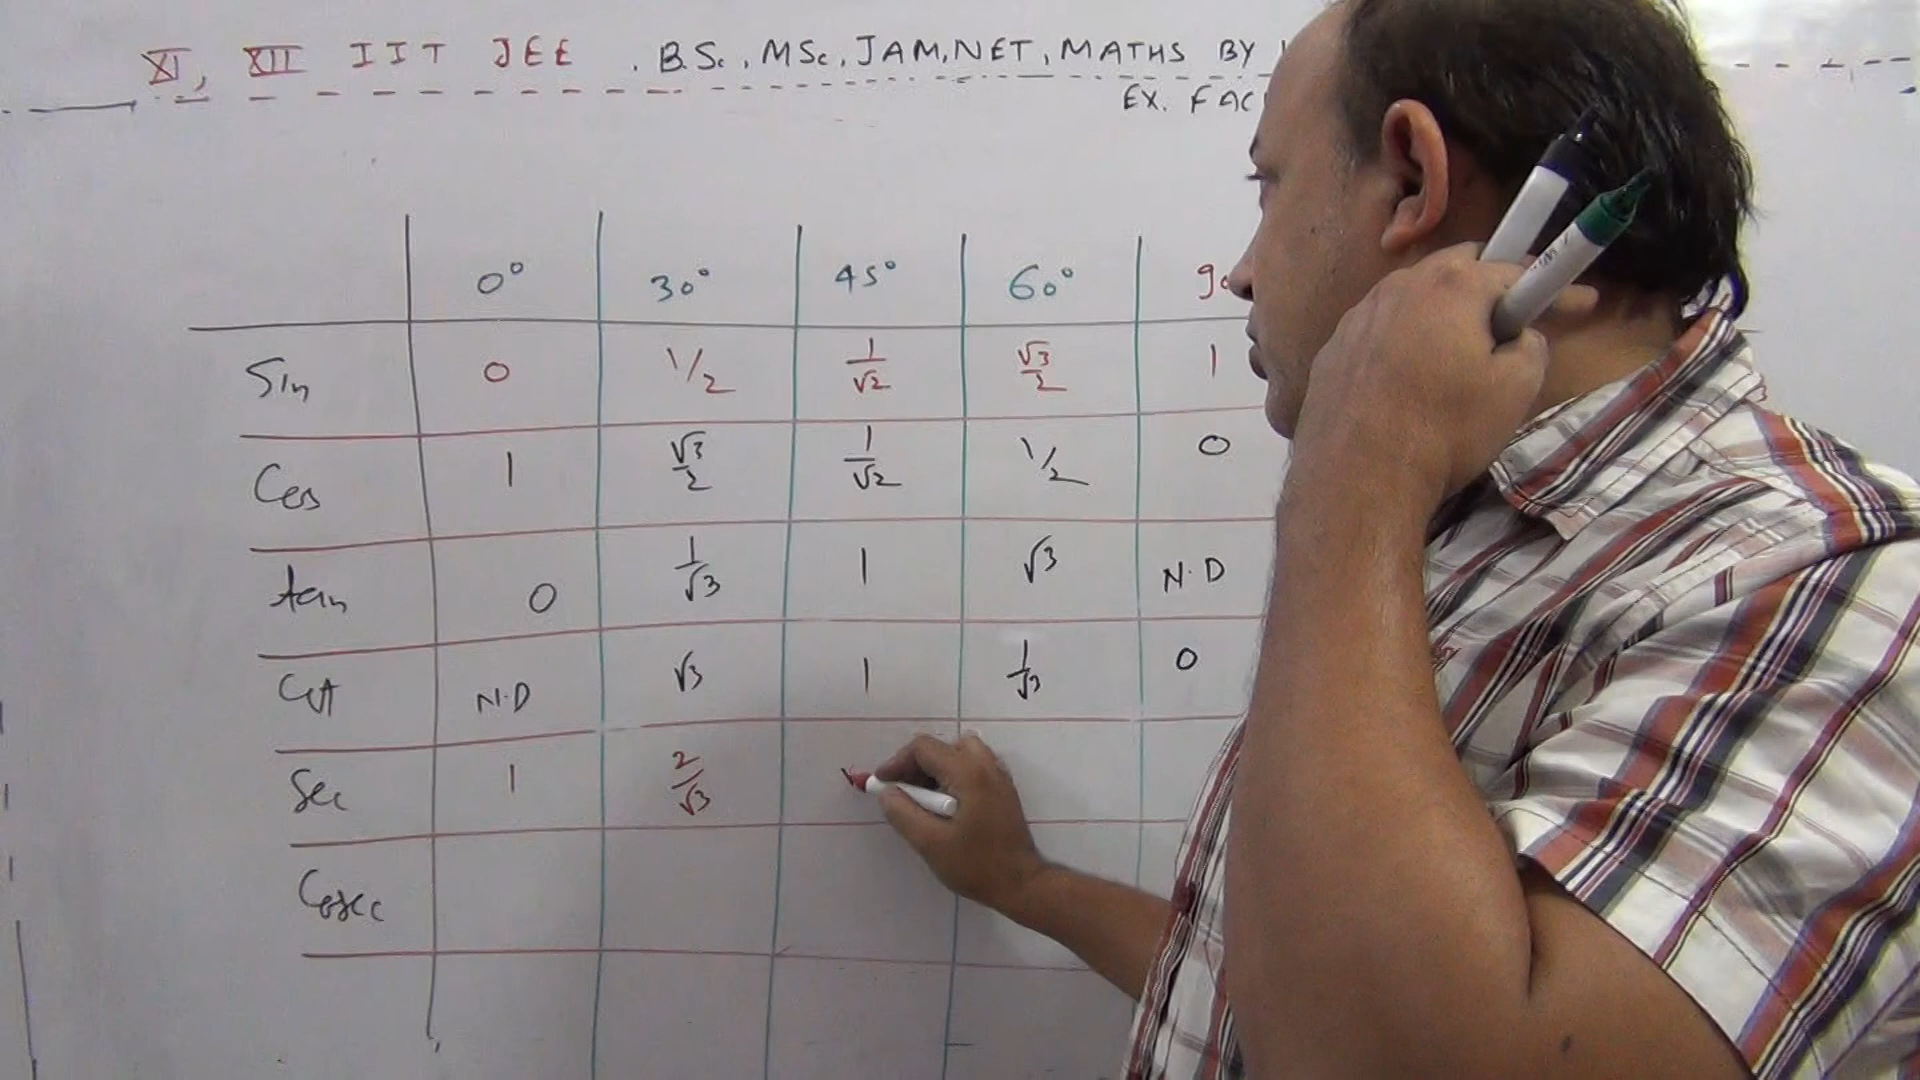 XI, XII IIT JEE . B.Sc, MSc, JAM, NET, MATHS BY
EX. FAC
0° 30° 45° 60° 90
Sin 0 1/2 1/√2 √3/2 1
Cos 1 √3/2 1/√2 1/2 0
tan 0 1/√3 1 √3 N.D
Cot N.D √3 1 1/√3 0
Sec 1 2/√3
Cosec